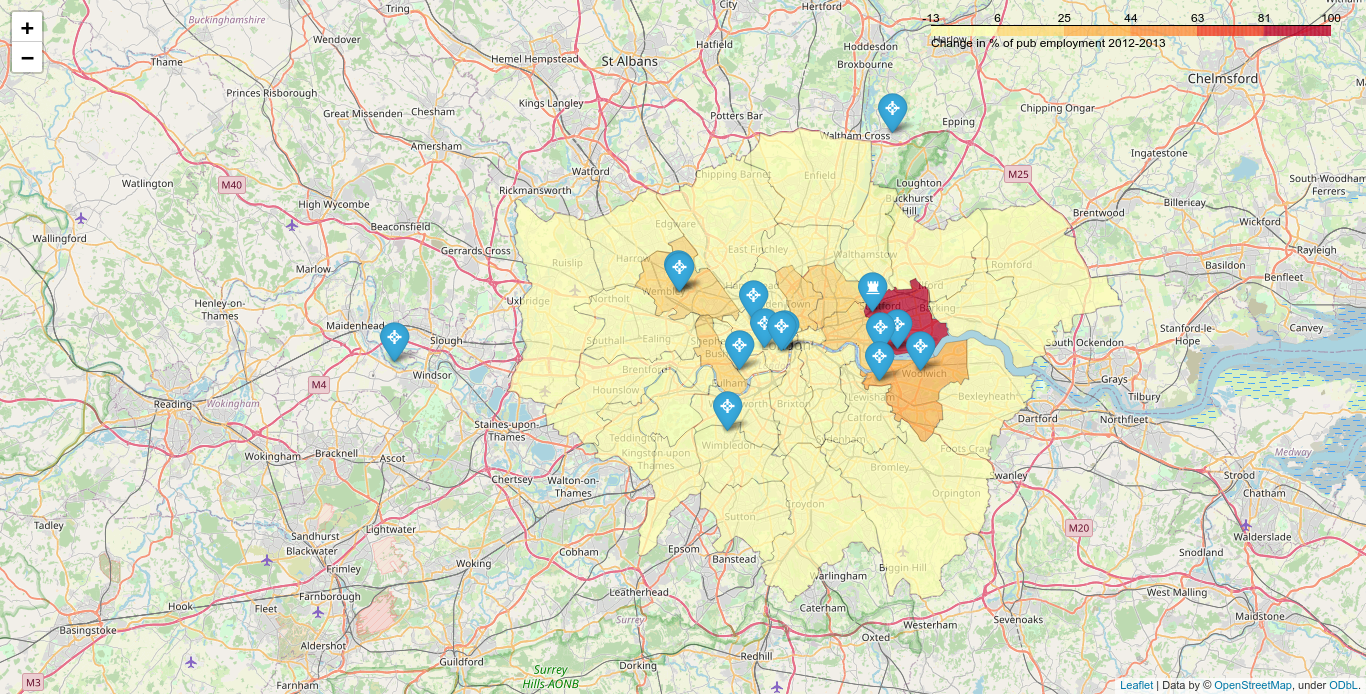 +
−
-13 6 25 44 63 81 100
Change in % of pub employment 2012-2013
Buckinghamshire
Tring
City
Hertford
Wendover
Hatfield
Hoddesdon
Harlow
Thame
Hemel Hempstead
St Albans
Broxbourne
Chelmsford
Princes Risborough
Great Missenden
Chesham
Kings Langley
Potters Bar
Waltham Cross
Epping
Chipping Ongar
Amersham
Ingatestone
Watlington
M40
Watford
Chipping Barnet
Enfield
Loughton
M25
South Woodham
Ferrers
High Wycombe
Rickmansworth
Buckhurst
Hill
Brentwood
Billericay
Wickford
Beaconsfield
Edgware
Wallingford
Gerrards Cross
Ruislip
Harrow
East Finchley
Walthamstow
Romford
Rayleigh
Marlow
Basildon
Benfleet
Henley-on-
Thames
Uxbridge
Northolt
Wembley
Barking
Maidenhead
Slough
Southall
Ealing
South Ockendon
Stanford-le-
Hope
Canvey
Windsor
Brentford
Bush
Woolwich
Grays
M4
M4
Hounslow
Fulham
Lewisham
Bexleyheath
Tilbury
Reading
Wokingham
Brixton
Catford
Dartford
Northfleet
Staines-upon-
Thames
Teddington
Wimbledon
Sydenham
Foots Cray
Wokingham
Bracknell
Ascot
Kingston upon
Thames
Bromley
Medway
Chertsey
Walton-on-
Thames
Swanley
Strood
Orpington
Chatham
Croydon
Tadley
Sandhurst
Blackwater
Lightwater
Sutton
M20
Walderslade
Cobham
Epsom
Banstead
Snodland
Frimley
Woking
Warlingham
Biggin Hill
Hook
Farnborough
Fleet
Leatherhead
Caterham
West Malling
Surrey
Westerham
Sevenoaks
Maidstone
Basingstoke
Aldershot
Oxted
Guildford
Dorking
Redhill
Surrey
Hills AONB
M3
Farnham
Leaflet | Data by © OpenStreetMap, under ODbL.